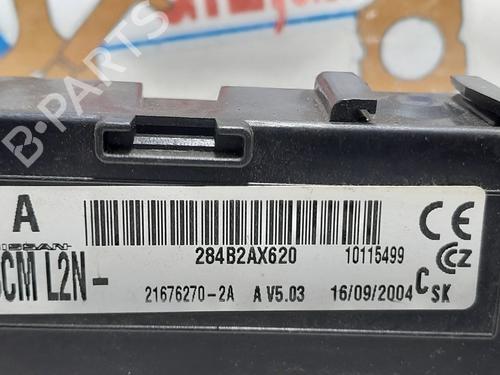 B-PARTS
A
NISSAN
284B2AX620 10115499
CM L2N-
21676270-2A A V5.03 16/09/2004
CE
CZ
C SK